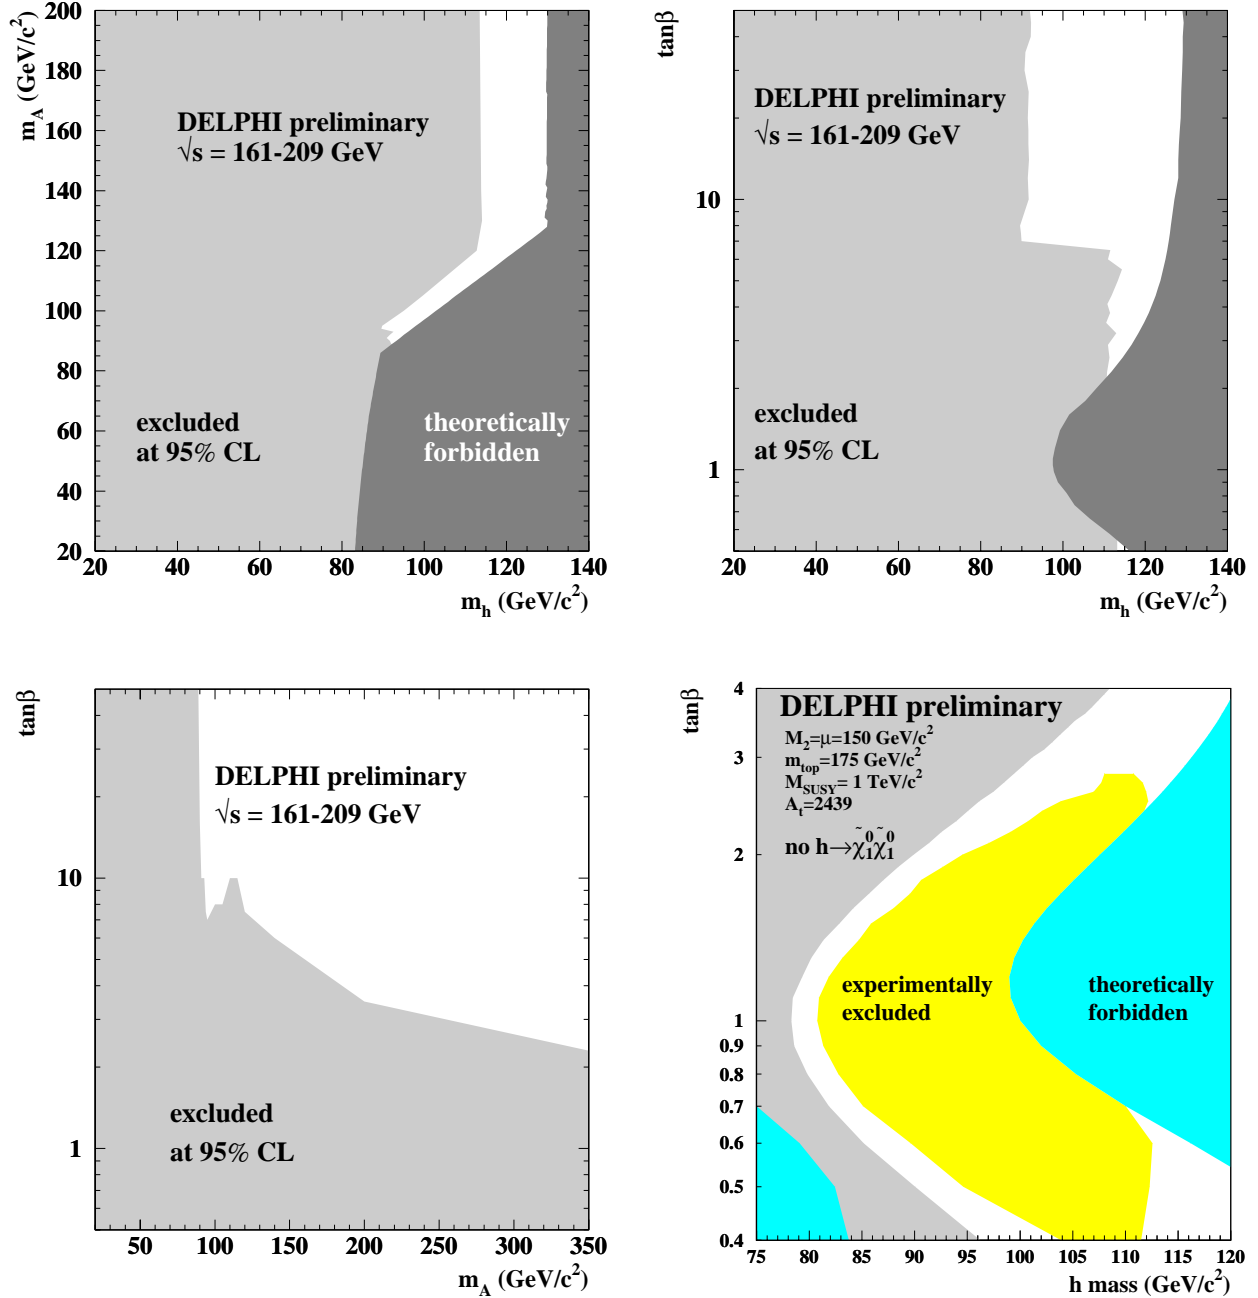 m_A (GeV/c²)
200
180
160
140
120
100
80
60
40
20
DELPHI preliminary
√s = 161-209 GeV
excluded
at 95% CL
theoretically
forbidden
20 40 60 80 100 120 140
m_h (GeV/c²)
tanβ
10
1
DELPHI preliminary
√s = 161-209 GeV
excluded
at 95% CL
20 40 60 80 100 120 140
m_h (GeV/c²)
tanβ
10
1
DELPHI preliminary
√s = 161-209 GeV
excluded
at 95% CL
50 100 150 200 250 300 350
m_A (GeV/c²)
tanβ
4
3
2
1
0.9
0.8
0.7
0.6
0.5
0.4
DELPHI preliminary
M₂=μ=150 GeV/c²
m_top=175 GeV/c²
M_SUSY= 1 TeV/c²
A_t=2439
no h→χ̃₁⁰χ̃₁⁰
experimentally
excluded
theoretically
forbidden
75 80 85 90 95 100 105 110 115 120
h mass (GeV/c²)